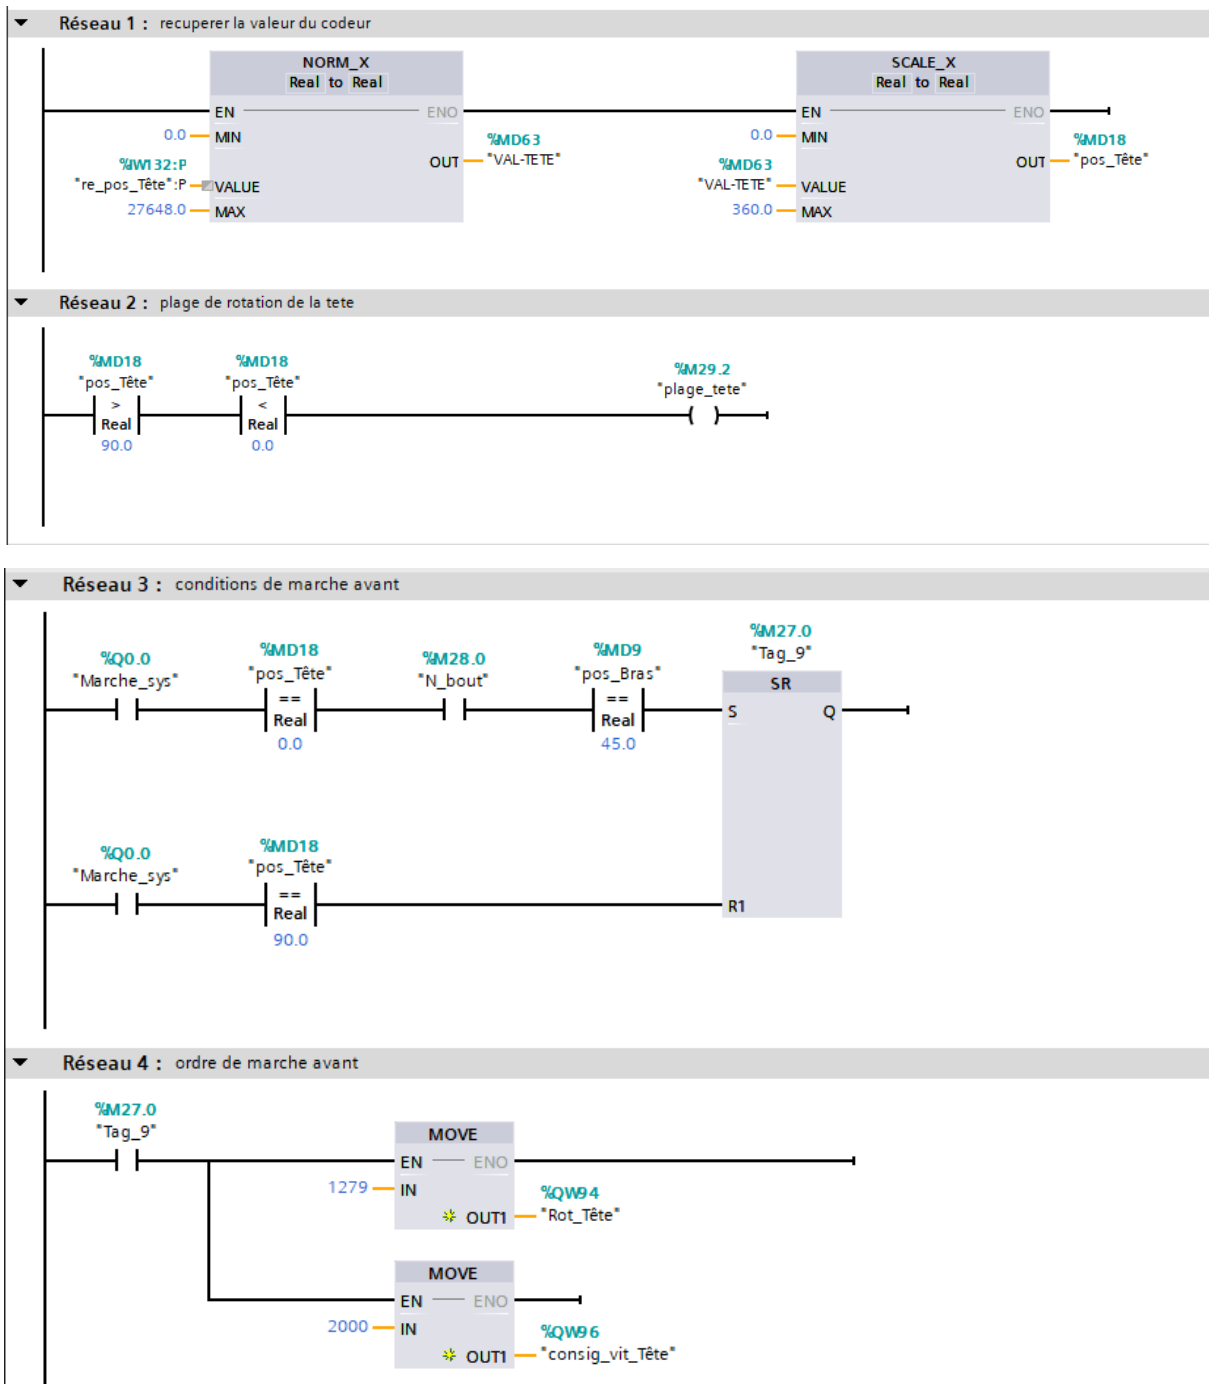 Réseau 1 : recuperer la valeur du codeur
NORM_X
Real to Real
EN ENO
0.0 MIN
%MD63
OUT "VAL-TETE"
%IW132:P
"re_pos_Tête":P VALUE
27648.0 MAX
SCALE_X
Real to Real
EN ENO
0.0 MIN
%MD18
OUT "pos_Tête"
%MD63
"VAL-TETE" VALUE
360.0 MAX
Réseau 2 : plage de rotation de la tete
%MD18 %MD18 %M29.2
"pos_Tête" "pos_Tête" "plage_tete"
> <
Real Real
90.0 0.0
Réseau 3 : conditions de marche avant
%Q0.0 %MD18 %M28.0 %MD9 %M27.0
"Marche_sys" "pos_Tête" "N_bout" "pos_Bras" "Tag_9"
SR
== ==
Real Real
S Q
0.0 45.0
%Q0.0 %MD18
"Marche_sys" "pos_Tête"
==
Real
R1
90.0
Réseau 4 : ordre de marche avant
%M27.0
"Tag_9"
MOVE
EN ENO
1279 IN
%QW94
OUT1 "Rot_Tête"
MOVE
EN ENO
2000 IN
%QW96
OUT1 "consig_vit_Tête"